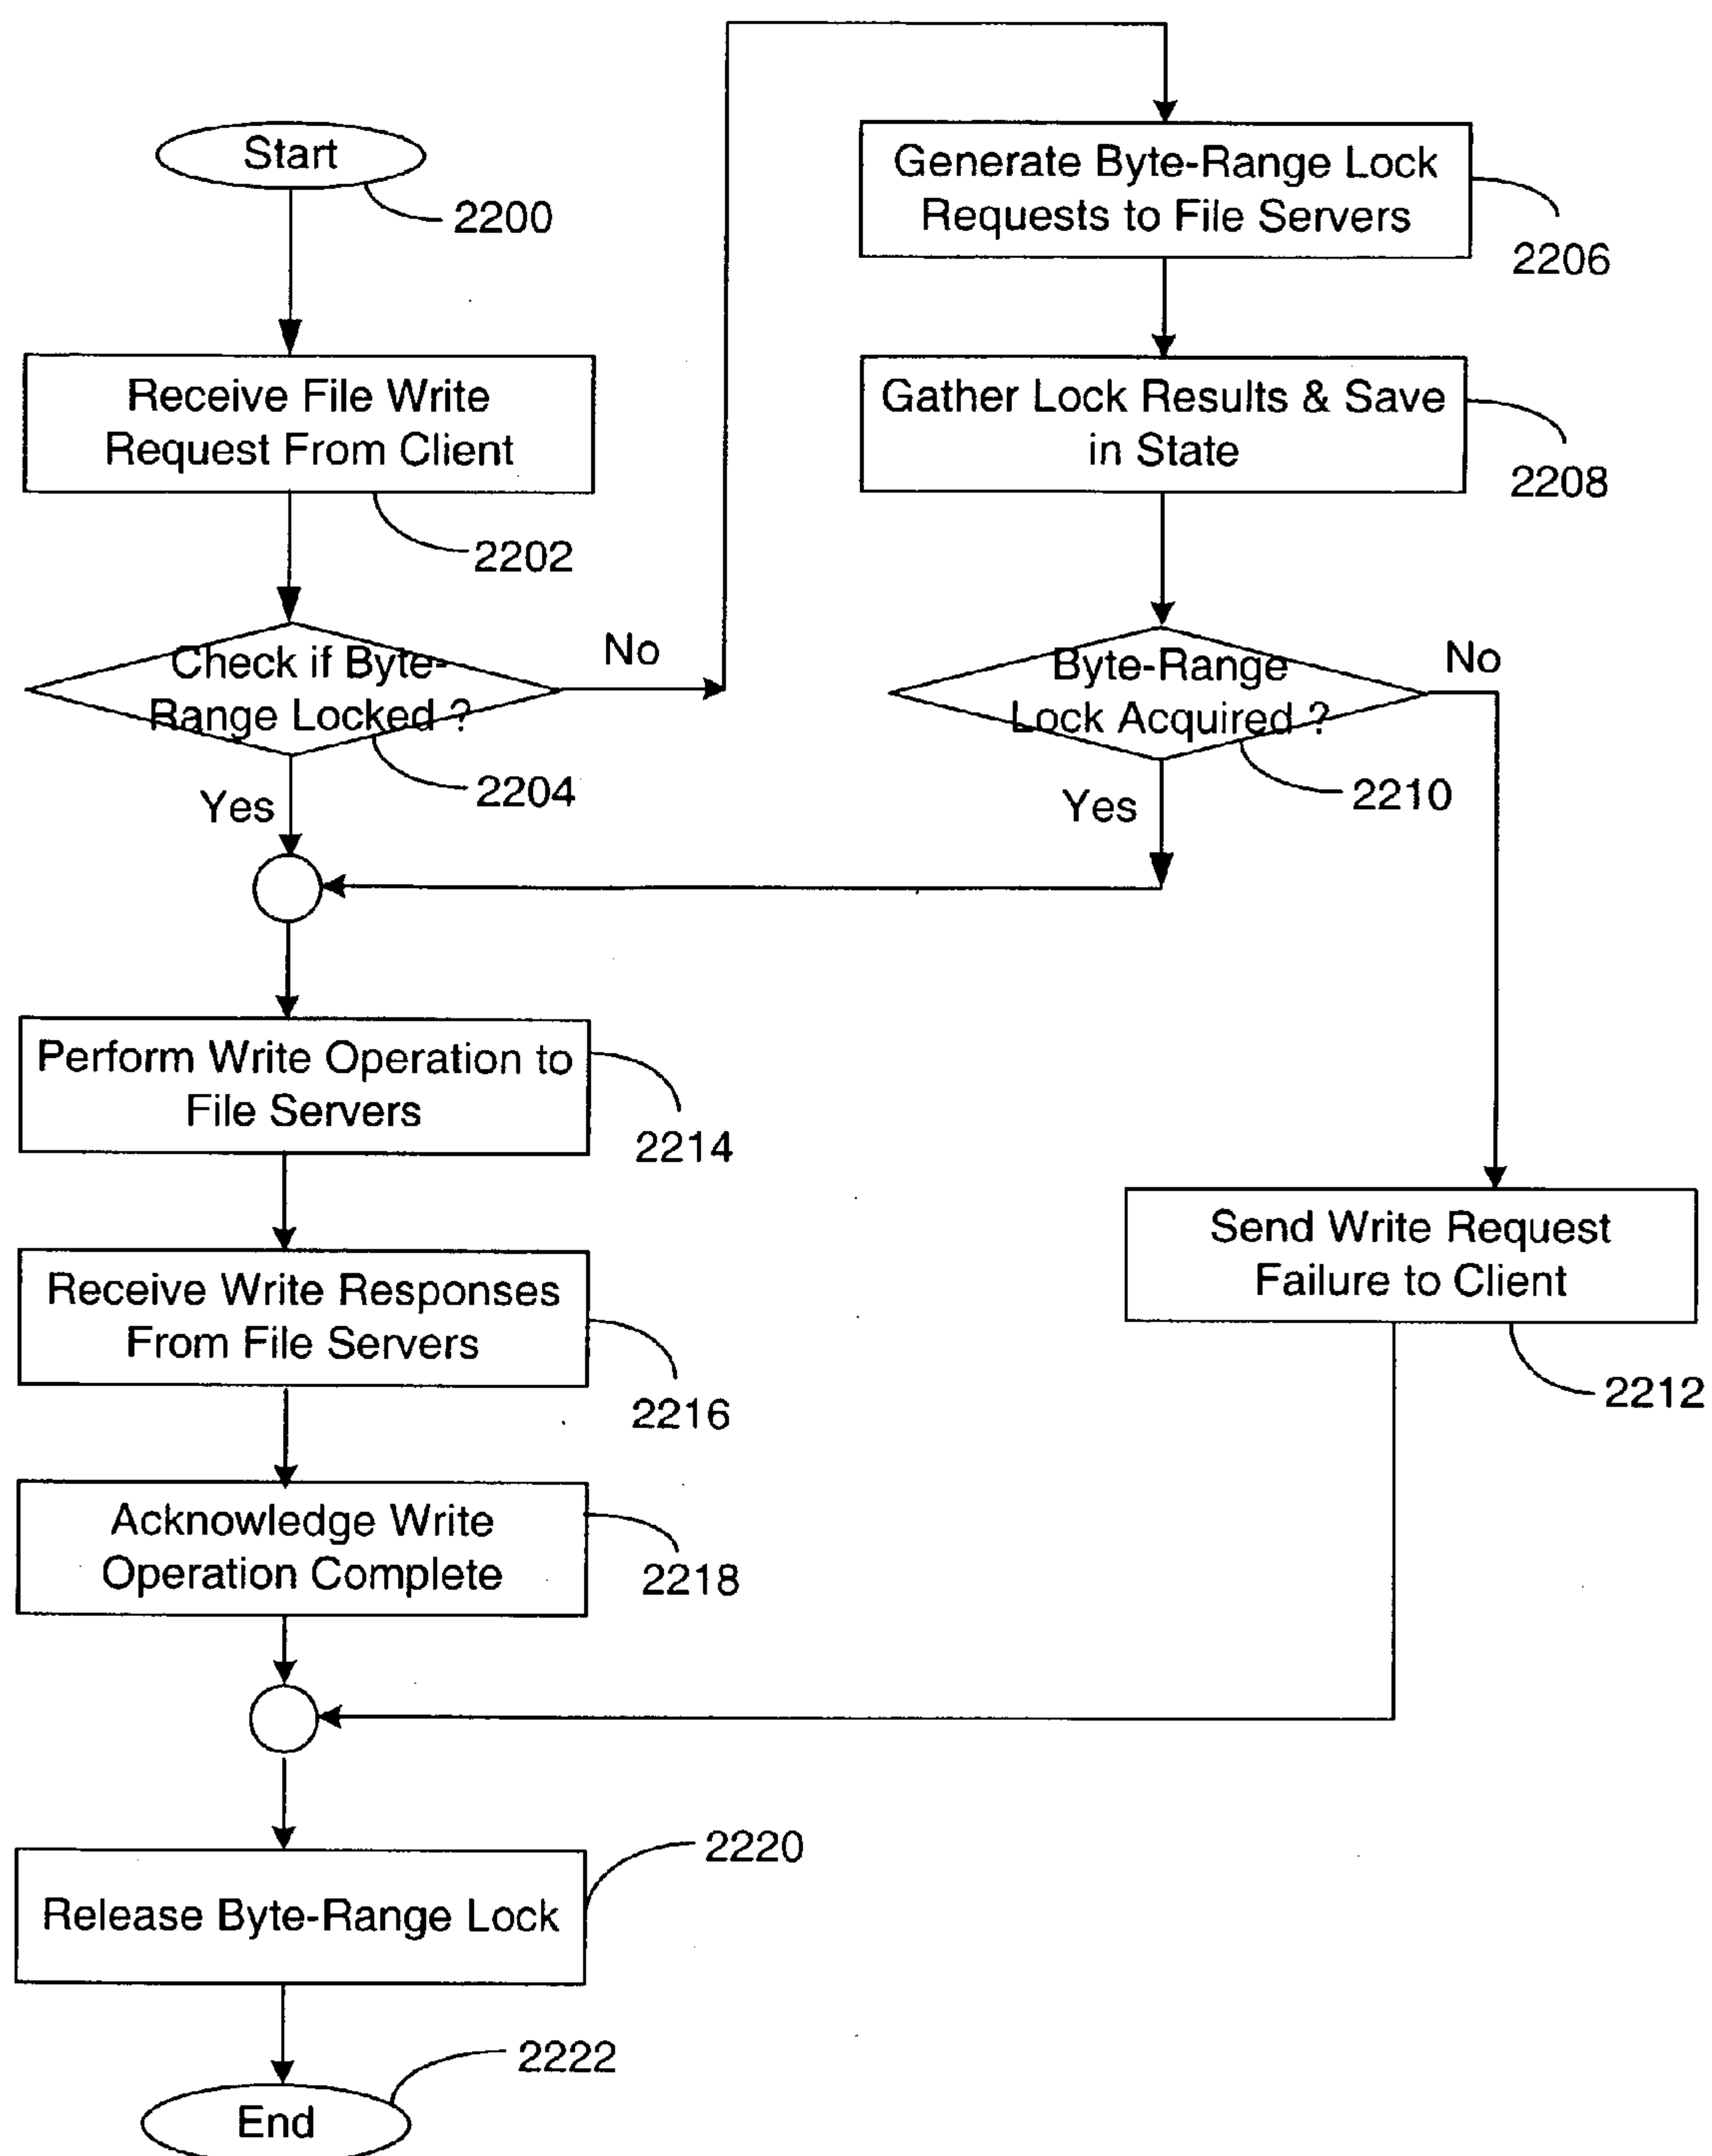 Start
2200
Receive File Write
Request From Client
2202
Check if Byte-
Range Locked ?
No
2204
Yes
Generate Byte-Range Lock
Requests to File Servers
2206
Gather Lock Results & Save
in State
2208
Byte-Range
Lock Acquired ?
No
2210
Yes
Perform Write Operation to
File Servers
2214
Send Write Request
Failure to Client
2212
Receive Write Responses
From File Servers
2216
Acknowledge Write
Operation Complete
2218
2220
Release Byte-Range Lock
2222
End